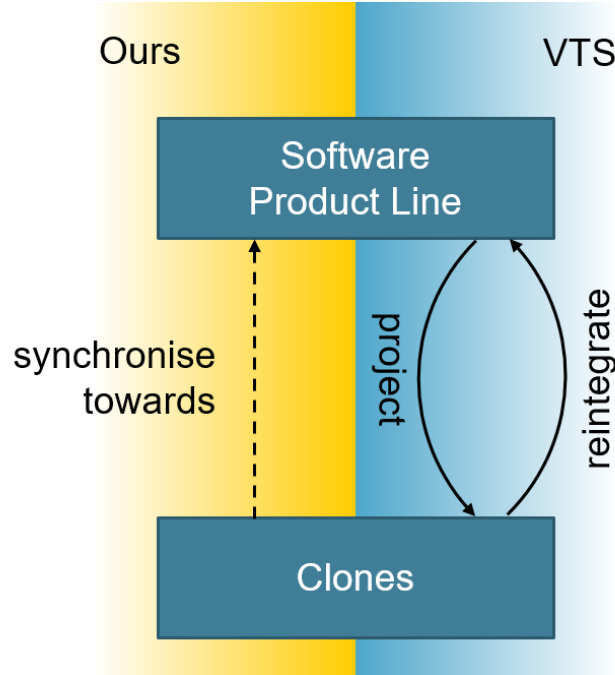 Ours
VTS
Software
Product Line
synchronise
towards
project
reintegrate
Clones